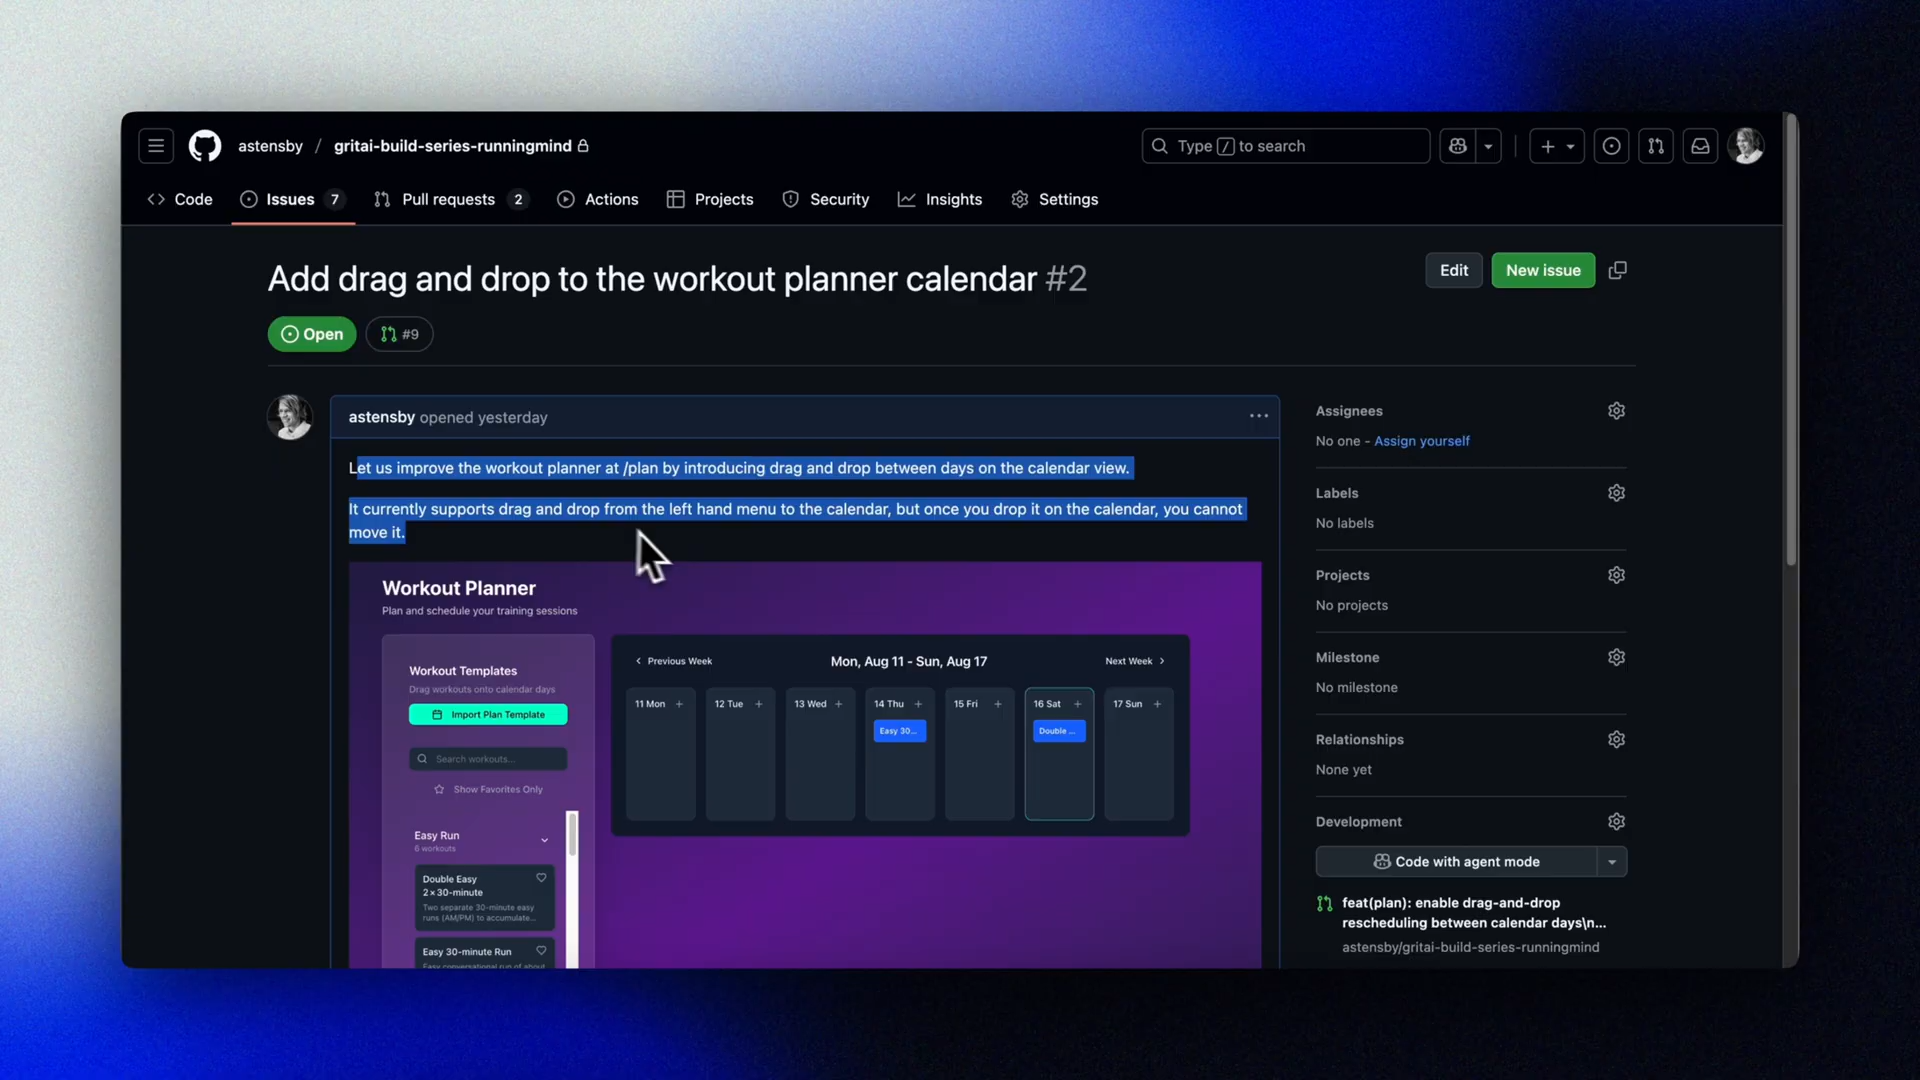 astensby / gritai-build-series-runningmind
Type / to search
Code
Issues 7
Pull requests 2
Actions
Projects
Security
Insights
Settings
Add drag and drop to the workout planner calendar #2
Edit
New issue
Open
#9
astensby opened yesterday
Let us improve the workout planner at /plan by introducing drag and drop between days on the calendar view.
It currently supports drag and drop from the left hand menu to the calendar, but once you drop it on the calendar, you cannot
move it.
Workout Planner
Plan and schedule your training sessions
Workout Templates
Drag workouts onto calendar days
Import Plan Template
Search workouts...
Show Favorites Only
Easy Run
6 workouts
Double Easy
2×30-minute
Two separate 30-minute easy
runs (AM/PM) to accumulate...
Easy 30-minute Run
Easy conversational run of about
Previous Week
Mon, Aug 11 - Sun, Aug 17
Next Week
11 Mon +
12 Tue +
13 Wed +
14 Thu +
15 Fri +
16 Sat +
17 Sun +
Easy 30...
Double ...
Assignees
No one - Assign yourself
Labels
No labels
Projects
No projects
Milestone
No milestone
Relationships
None yet
Development
Code with agent mode
feat(plan): enable drag-and-drop
rescheduling between calendar days\n...
astensby/gritai-build-series-runningmind